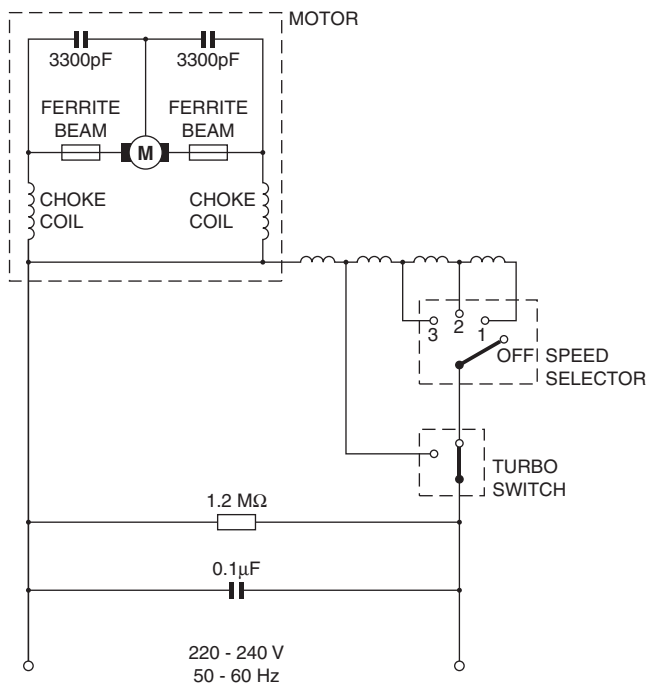 MOTOR
3300pF 3300pF
FERRITE BEAM
FERRITE BEAM
M
CHOKE COIL
CHOKE COIL
3 2 1
OFF
SPEED
SELECTOR
TURBO
SWITCH
1.2 MΩ
0.1μF
220 - 240 V
50 - 60 Hz